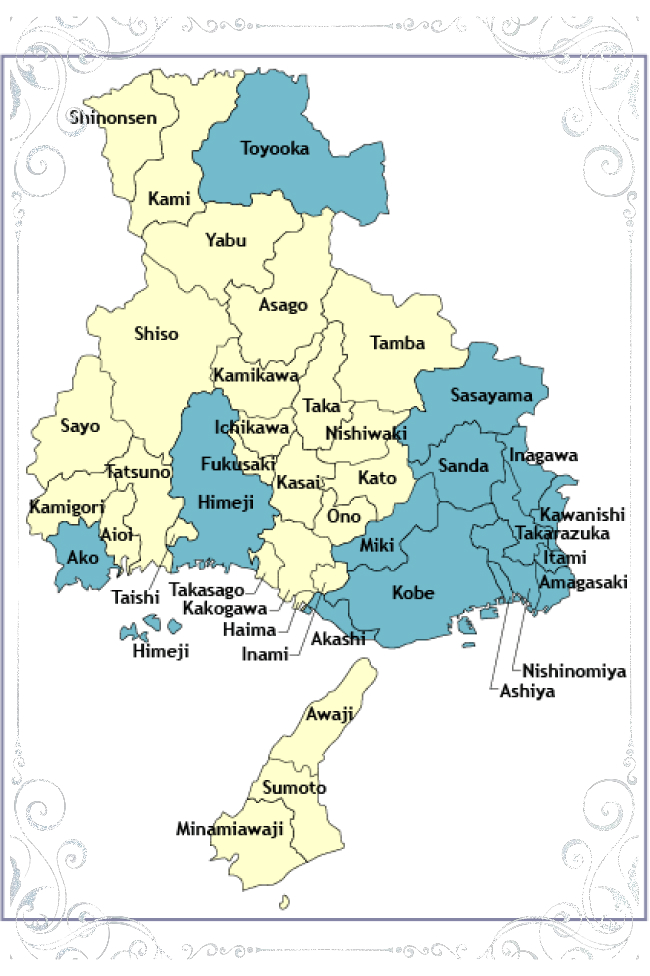 Shinonsen
Toyooka
Kami
Yabu
Asago
Shiso
Tamba
Kamikawa
Sasayama
Taka
Sayo
Ichikawa
Nishiwaki
Inagawa
Fukusaki
Sanda
Tatsuno
Kasai
Kato
Kamigori
Himeji
Ono
Kawanishi
Aioi
Takarazuka
Miki
Ako
Itami
Amagasaki
Taishi
Takasago
Kobe
Kakogawa
Haima
Akashi
Himeji
Inami
Nishinomiya
Ashiya
Awaji
Sumoto
Minamiawaji